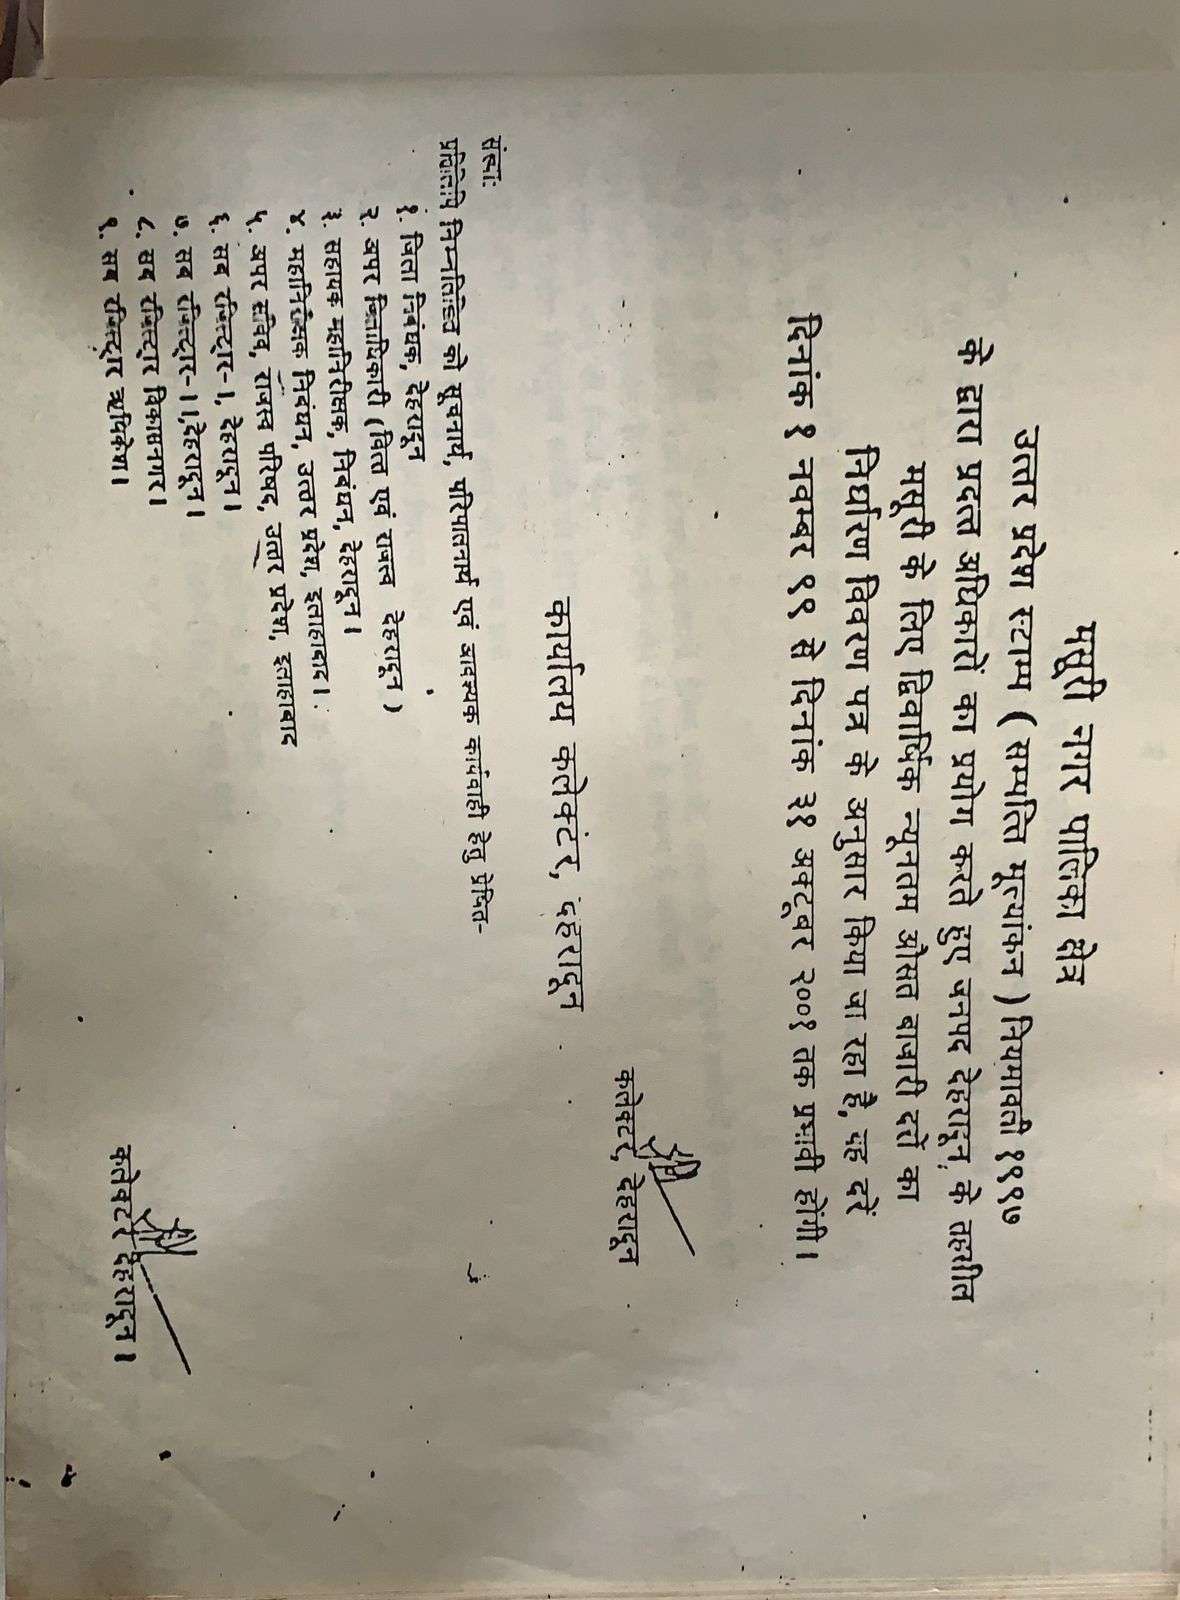 मसूरी नगर पालिका क्षेत्र
उत्तर प्रदेश स्टाम्प ( सम्पत्ति मूल्यांकन ) नियमावली १९९७
के द्वारा प्रदत्त अधिकारों का प्रयोग करते हुए जनपद देहरादून, के तहसील
मसूरी के लिए द्विवार्षिक न्यूनतम औसत बाजारी दरों का
निर्धारण विवरण पत्र के अनुसार किया जा रहा है, यह दरें
दिनांक १ नवम्बर ९९ से दिनांक ३१ अक्टूबर २००१ तक प्रभावी होंगी ।
कलेक्टर, देहरादून
कार्यालय कलेक्टर, देहरादून
संख्या:
प्रतिलिपि निम्नलिखित को सूचनार्थ, परिपालनार्थ एवं आवश्यक कार्यवाही हेतु प्रेषित-
१. जिला निबंधक, देहरादून
२. अपर जिलाधिकारी (वित्त एवं राजस्व देहरादून )
३. सहायक महानिरीक्षक, निबंधन, देहरादून ।
४. महानिरीक्षक निबंधन, उत्तर प्रदेश, इलाहाबाद ।
५. अपर सचिव, राजस्व परिषद, उत्तर प्रदेश, इलाहाबाद
६. सब रजिस्ट्रार-।, देहरादून ।
७. सब रजिस्ट्रार-।।,देहरादून ।
८. सब रजिस्ट्रार विकासनगर ।
९. सब रजिस्ट्रार ऋषिकेश ।
कलेक्टर देहरादून ।